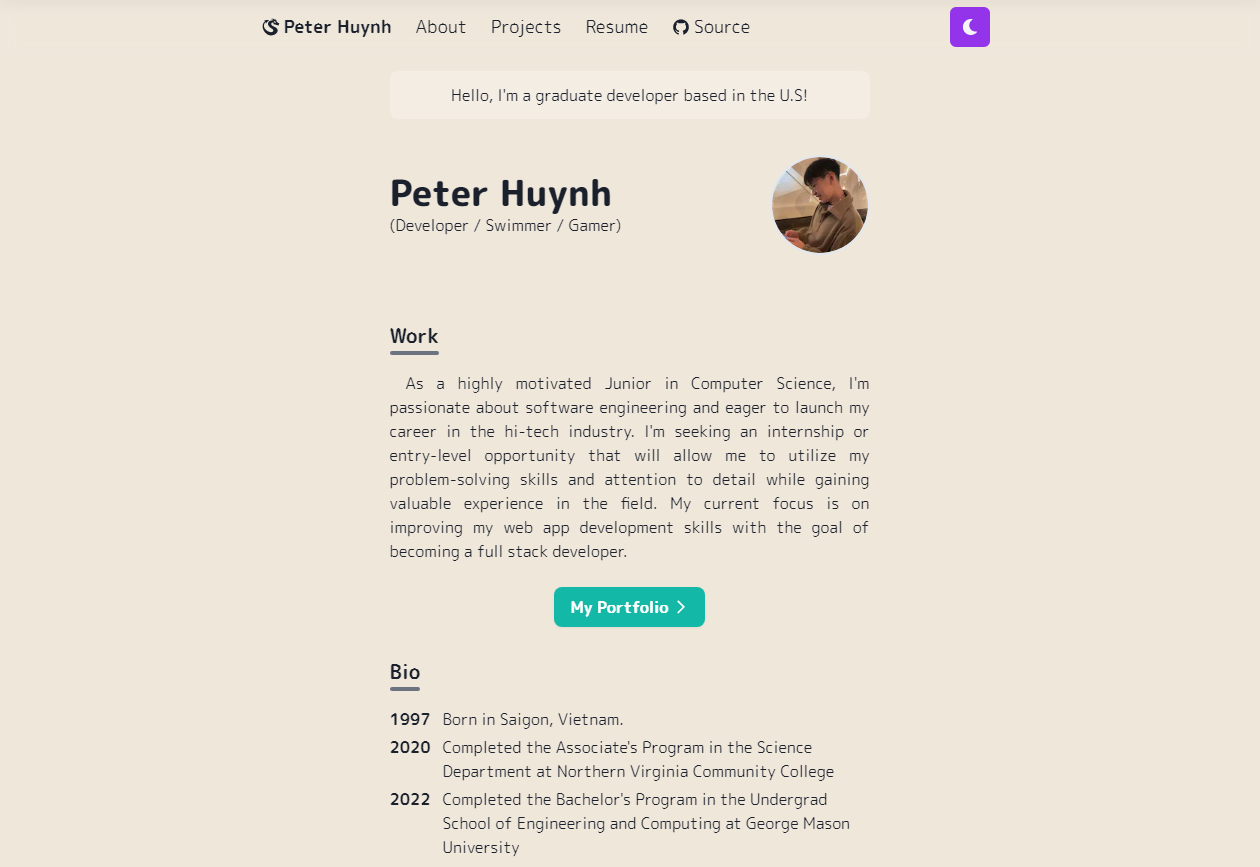 Peter Huynh About Projects Resume Source
Hello, I'm a graduate developer based in the U.S!
Peter Huynh
(Developer / Swimmer / Gamer)
Work
As a highly motivated Junior in Computer Science, I'm
passionate about software engineering and eager to launch my
career in the hi-tech industry. I'm seeking an internship or
entry-level opportunity that will allow me to utilize my
problem-solving skills and attention to detail while gaining
valuable experience in the field. My current focus is on
improving my web app development skills with the goal of
becoming a full stack developer.
My Portfolio
Bio
1997 Born in Saigon, Vietnam.
2020 Completed the Associate's Program in the Science
Department at Northern Virginia Community College
2022 Completed the Bachelor's Program in the Undergrad
School of Engineering and Computing at George Mason
University